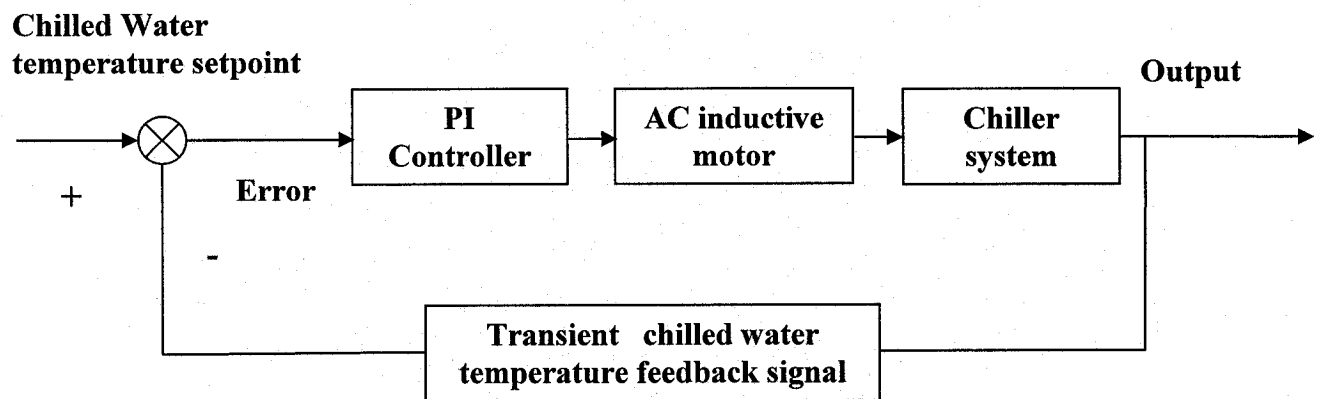 Chilled Water
temperature setpoint
Output
PI
Controller
AC inductive
motor
Chiller
system
+
Error
-
Transient chilled water
temperature feedback signal